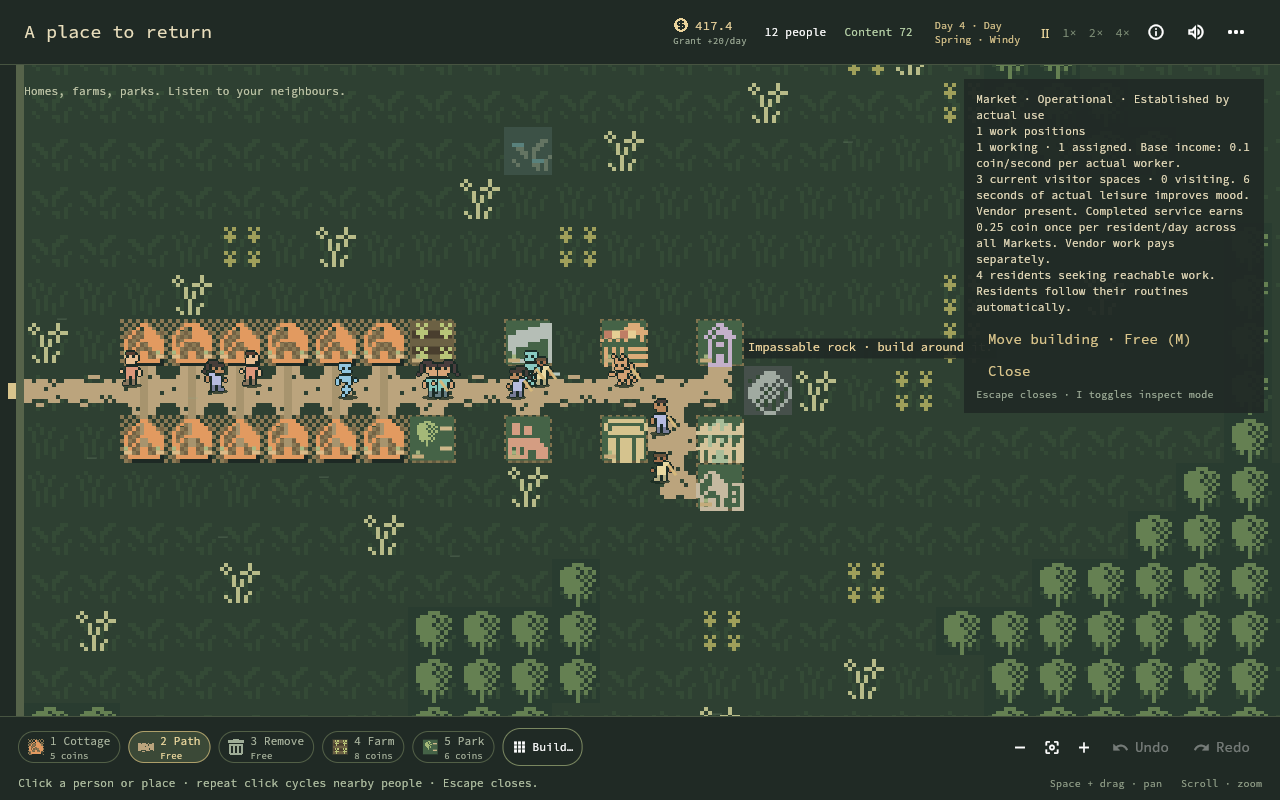 A place to return
417.4
Grant +20/day
12 people
Content 72
Day 4 · Day
Spring · Windy
II 1× 2× 4×
Homes, farms, parks. Listen to your neighbours.
Market · Operational · Established by
actual use
1 work positions
1 working · 1 assigned. Base income: 0.1
coin/second per actual worker.
3 current visitor spaces · 0 visiting. 6
seconds of actual leisure improves mood.
Vendor present. Completed service earns
0.25 coin once per resident/day across
all Markets. Vendor work pays
separately.
4 residents seeking reachable work.
Residents follow their routines
automatically.
Move building · Free (M)
Close
Escape closes · I toggles inspect mode
Impassable rock · build around
1 Cottage
5 coins
2 Path
Free
3 Remove
Free
4 Farm
8 coins
5 Park
6 coins
Build…
Undo
Redo
Click a person or place · repeat click cycles nearby people · Escape closes.
Space + drag · pan
Scroll · zoom